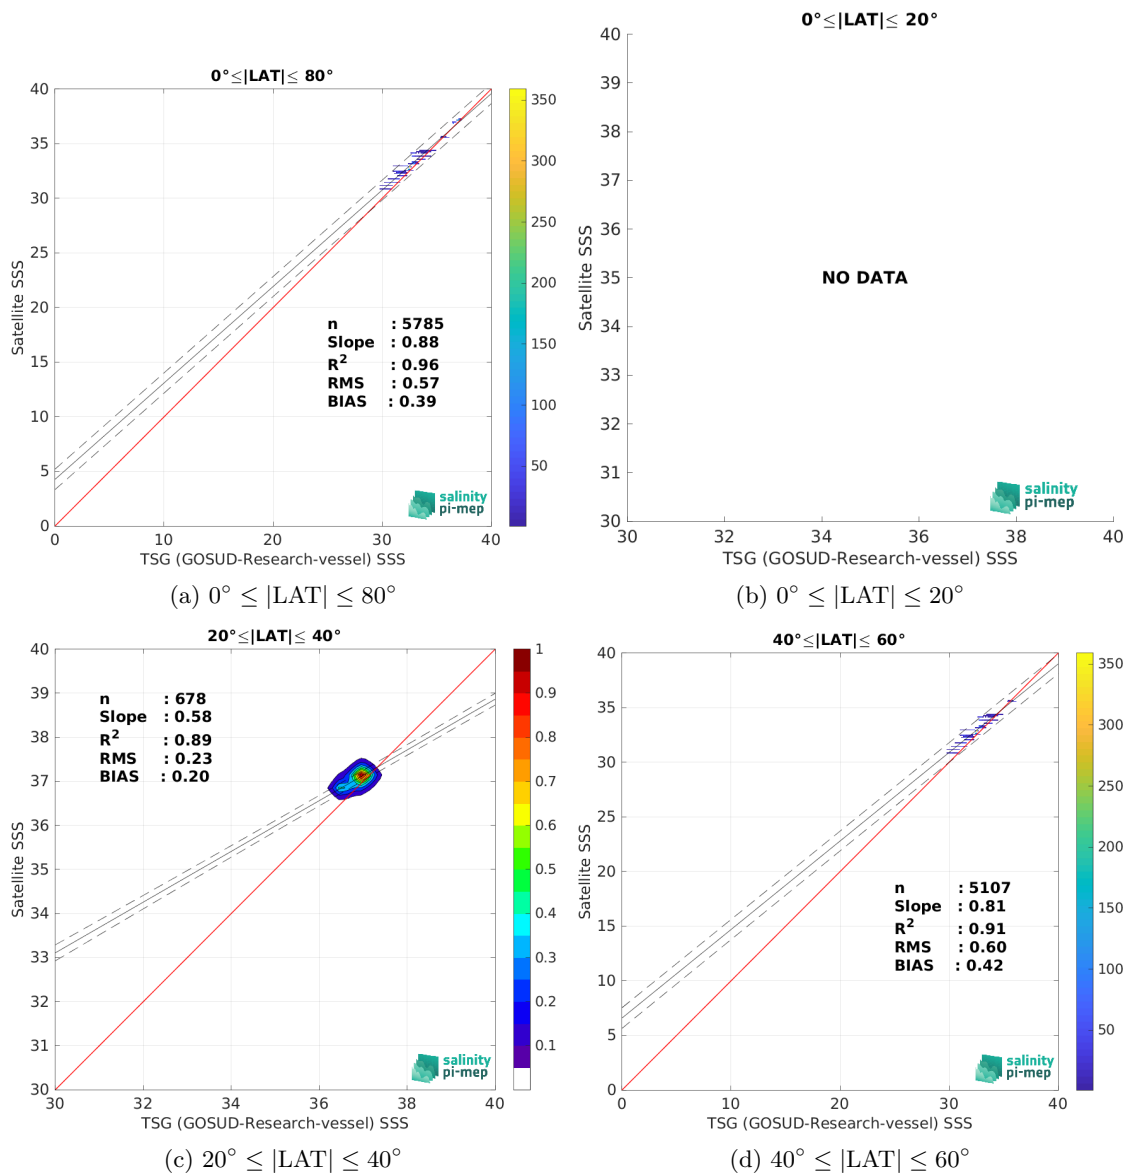 0°≤|LAT|≤ 80°
40
35
30
25
20
15
10
5
0
Satellite SSS
n : 5785
Slope : 0.88
R² : 0.96
RMS : 0.57
BIAS : 0.39
salinity
pi-mep
0 10 20 30 40
TSG (GOSUD-Research-vessel) SSS
350
300
250
200
150
100
50
(a) 0° ≤ |LAT| ≤ 80°
0°≤|LAT|≤ 20°
40
39
38
37
36
35
34
33
32
31
30
Satellite SSS
NO DATA
salinity
pi-mep
30 32 34 36 38 40
TSG (GOSUD-Research-vessel) SSS
(b) 0° ≤ |LAT| ≤ 20°
20°≤|LAT|≤ 40°
40
39
38
37
36
35
34
33
32
31
30
Satellite SSS
n : 678
Slope : 0.58
R² : 0.89
RMS : 0.23
BIAS : 0.20
salinity
pi-mep
30 32 34 36 38 40
TSG (GOSUD-Research-vessel) SSS
1
0.9
0.8
0.7
0.6
0.5
0.4
0.3
0.2
0.1
(c) 20° ≤ |LAT| ≤ 40°
40°≤|LAT|≤ 60°
40
35
30
25
20
15
10
5
0
Satellite SSS
n : 5107
Slope : 0.81
R² : 0.91
RMS : 0.60
BIAS : 0.42
salinity
pi-mep
0 10 20 30 40
TSG (GOSUD-Research-vessel) SSS
350
300
250
200
150
100
50
(d) 40° ≤ |LAT| ≤ 60°